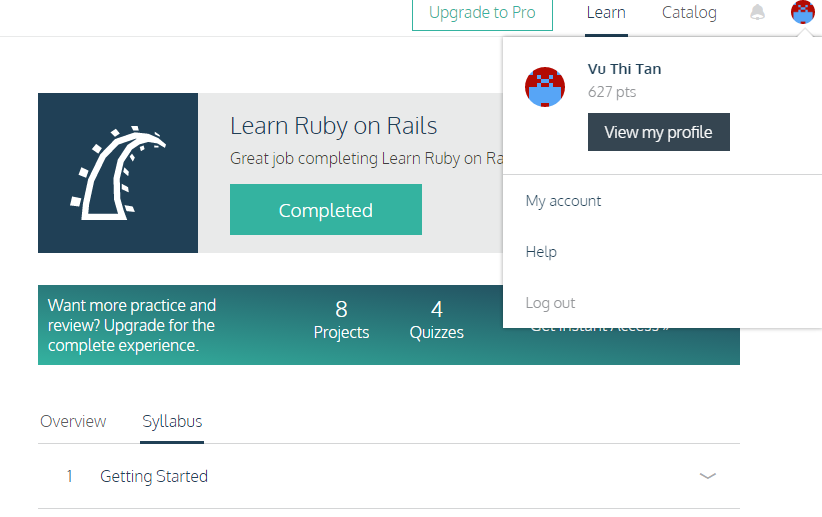 Upgrade to Pro
Learn
Catalog
Vu Thi Tan
627 pts
View my profile
My account
Help
Log out
Learn Ruby on Rails
Great job completing Learn Ruby on Ra
Completed
Want more practice and
review? Upgrade for the
complete experience.
8
Projects
4
Quizzes
Get Instant Access »
Overview
Syllabus
1 Getting Started